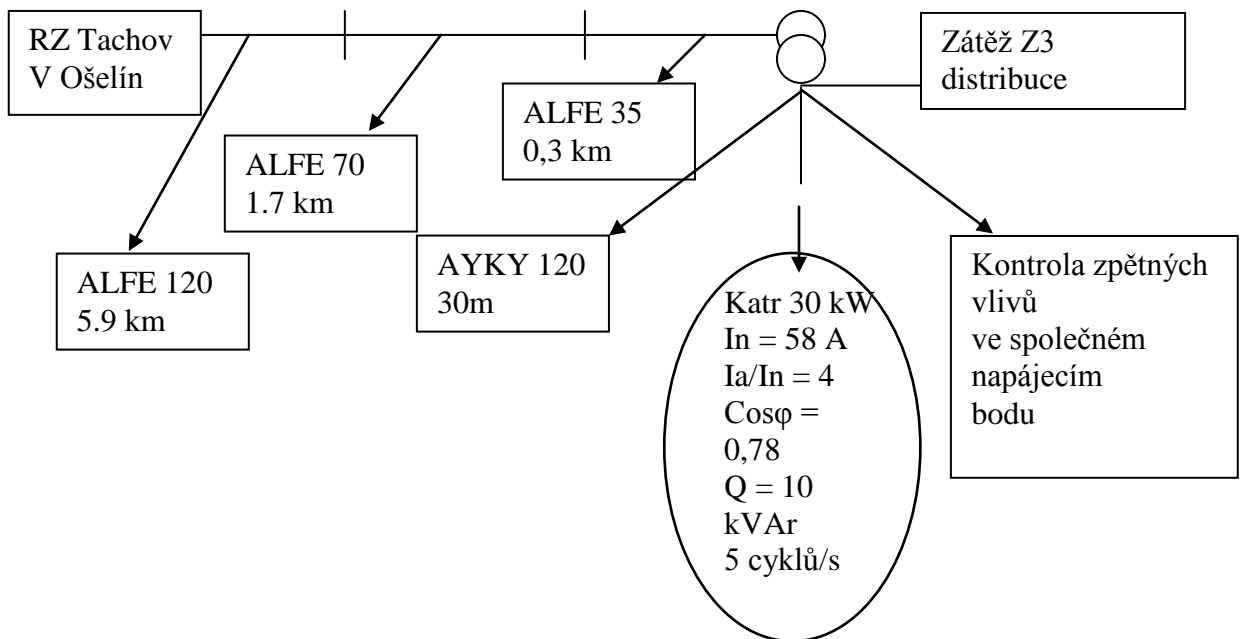 RZ Tachov
V Ošelín
Zátěž Z3
distribuce
ALFE 35
0,3 km
ALFE 70
1.7 km
ALFE 120
5.9 km
AYKY 120
30m
Katr 30 kW
In = 58 A
Ia/In = 4
Cosφ =
0,78
Q = 10
kVAr
5 cyklů/s
Kontrola zpětných
vlivů
ve společném
napájecím
bodu